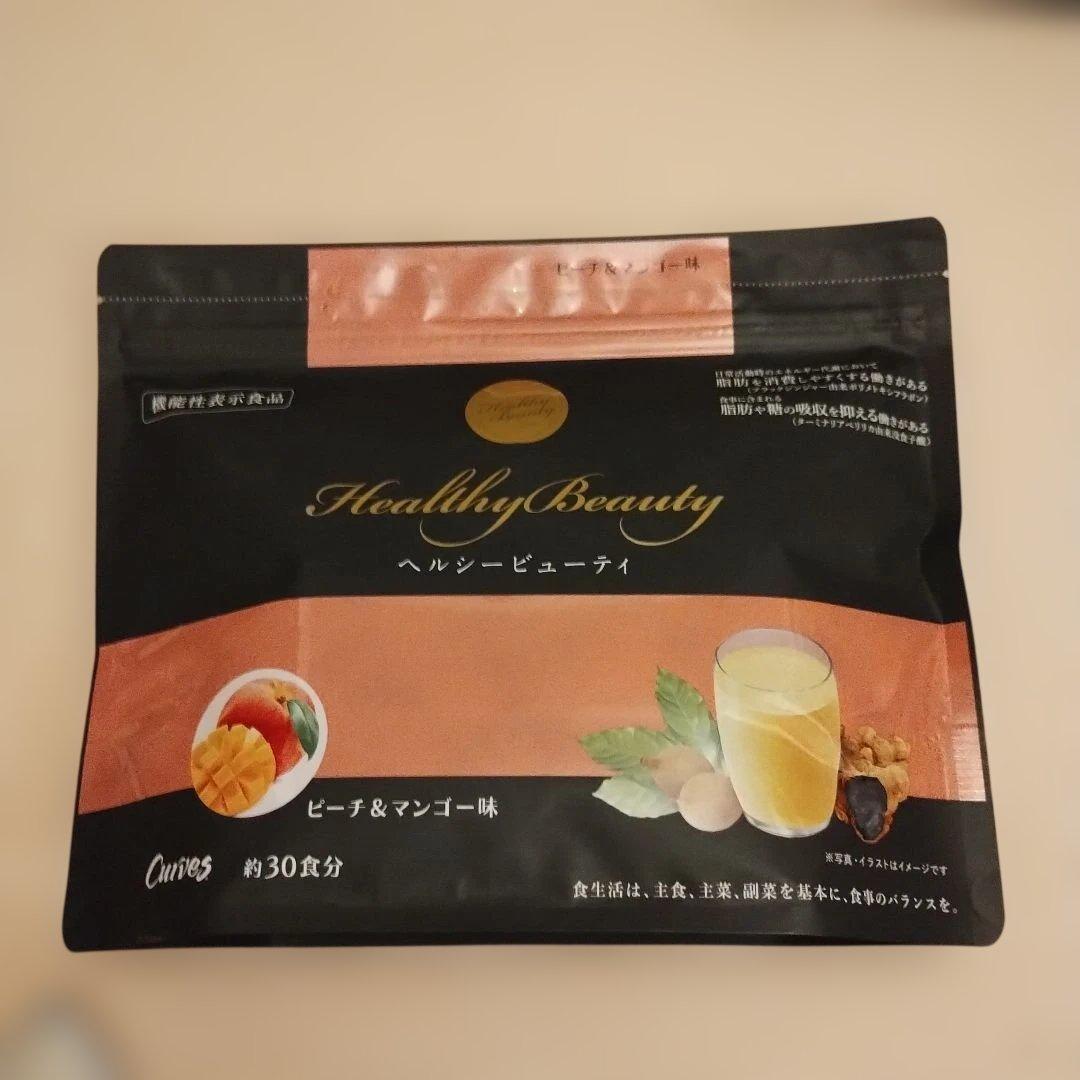 ピーチ&マンゴー味
機能性表示食品
日常活動時のエネルギー代謝において
脂肪を消費しやすくする働きがある
(ブラックジンジャー由来ポリメトキシフラボン)
食事に含まれる
脂肪や糖の吸収を抑える働きがある
(ターミナリアベリリカ由来没食子酸)
Healthy
Beauty
Healthy Beauty
ヘルシービューティ
ピーチ&マンゴー味
Curves 約30食分
※写真・イラストはイメージです
食生活は、主食、主菜、副菜を基本に、食事のバランスを。